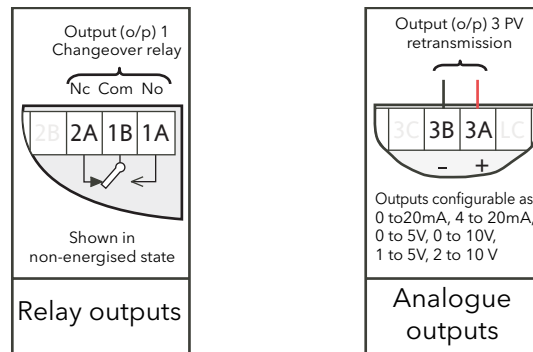 Output (o/p) 1
Changeover relay
Nc Com No
2B 2A 1B 1A
Shown in
non-energised state
Relay outputs
Output (o/p) 3 PV
retransmission
3C 3B 3A LC
– +
Outputs configurable as
0 to20mA, 4 to 20mA,
0 to 5V, 0 to 10V,
1 to 5V, 2 to 10 V
Analogue
outputs